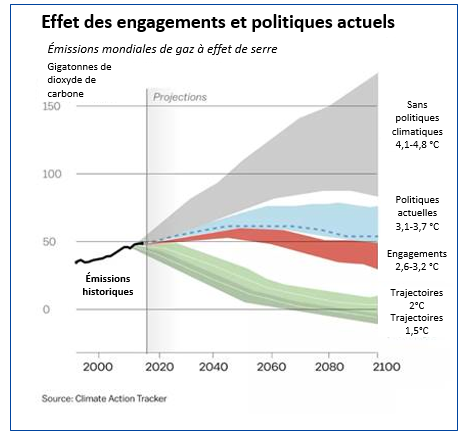 Effet des engagements et politiques actuels
Émissions mondiales de gaz à effet de serre
Gigatonnes de
dioxyde de
carbone
Projections
150
100
50
0
Sans
politiques
climatiques
4,1-4,8 °C
Politiques
actuelles
3,1-3,7 °C
Engagements
2,6-3,2 °C
Trajectoires
2°C
Trajectoires
1,5°C
Émissions
historiques
2000
2020
2040
2060
2080
2100
Source: Climate Action Tracker